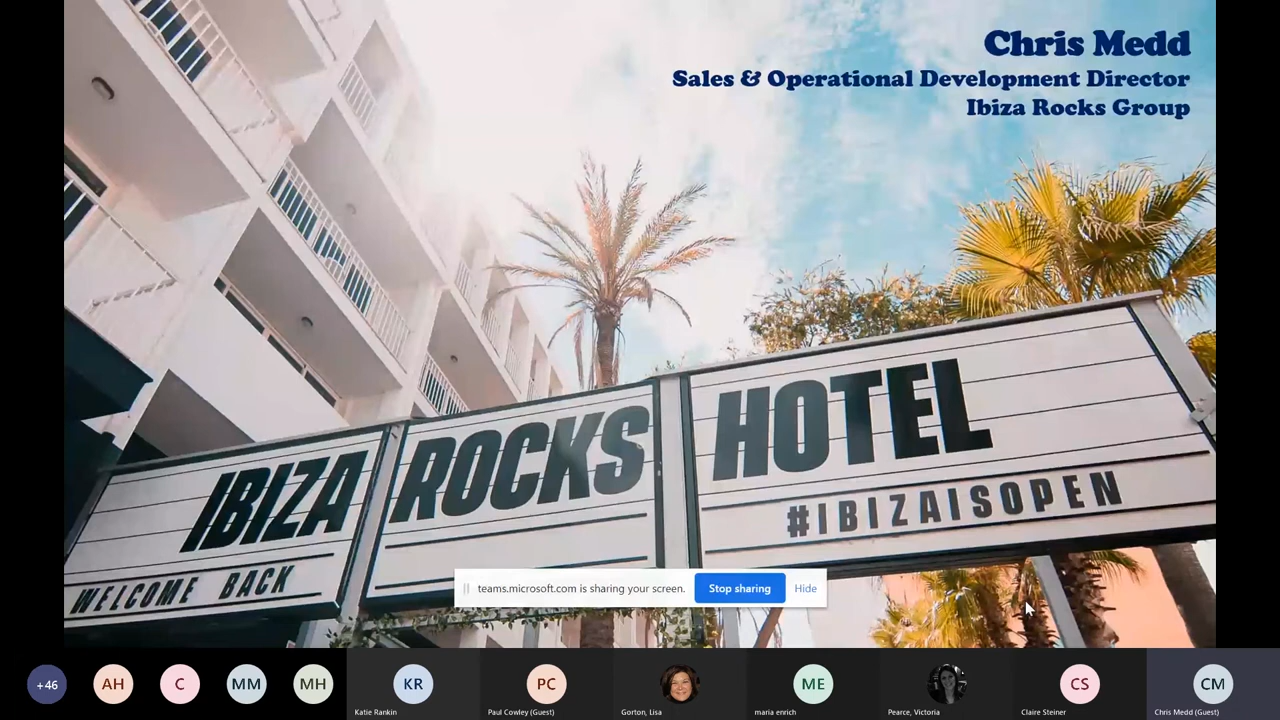 Chris Medd
Sales & Operational Development Director
Ibiza Rocks Group
IBIZA ROCKS HOTEL
#IBIZAISOPEN
WELCOME BACK
teams.microsoft.com is sharing your screen.
Stop sharing
Hide
+46
AH
C
MM
MH
KR
PC
ME
CS
CM
Katie Rankin
Paul Cowley (Guest)
Gorton, Lisa
maria enrich
Pearce, Victoria
Claire Steiner
Chris Medd (Guest)